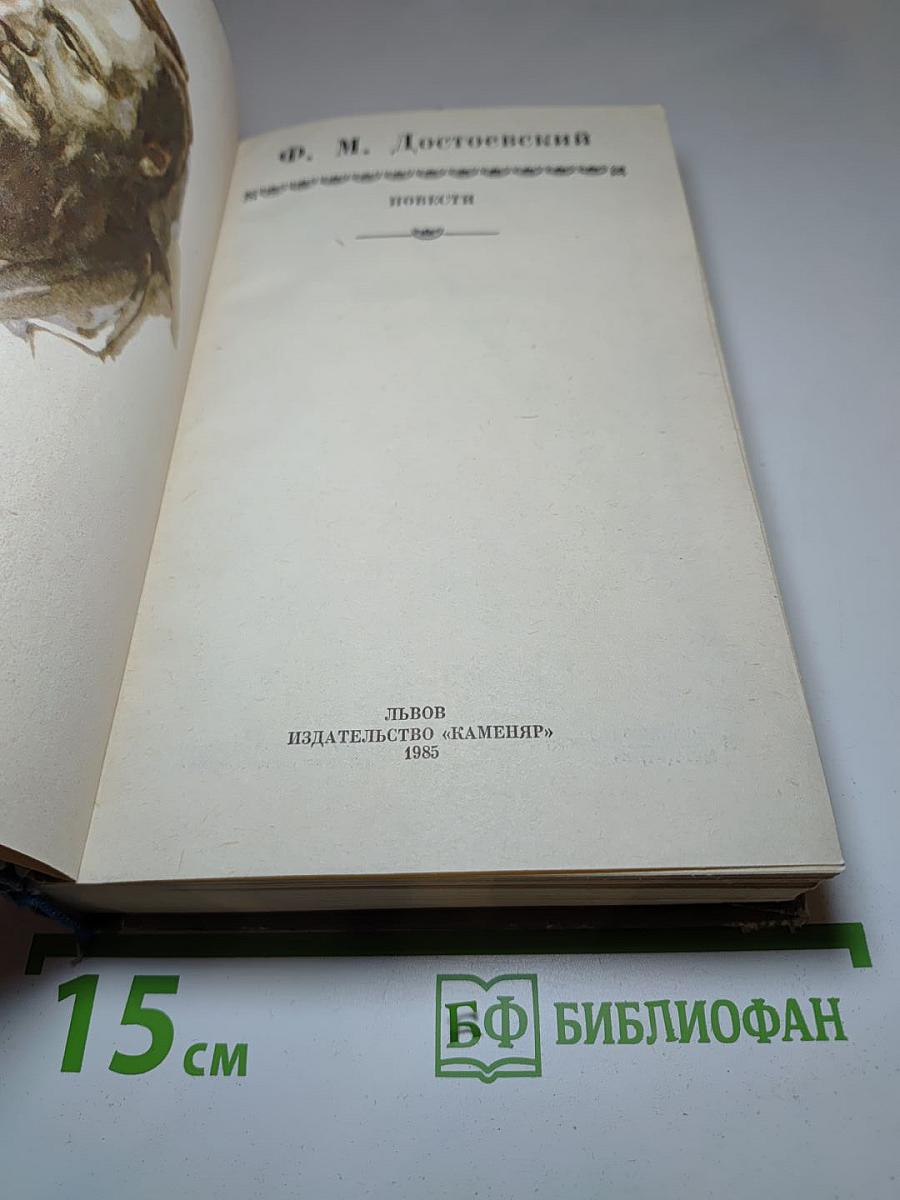 Ф. М. Достоевский
ПОВЕСТИ
ЛЬВОВ
ИЗДАТЕЛЬСТВО «КАМЕНЯР»
1985
15 см
БФ БИБЛИОФАН